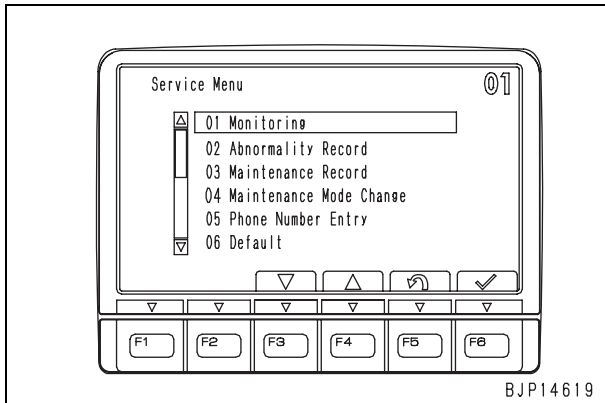 Service Menu 01
01 Monitoring
02 Abnormality Record
03 Maintenance Record
04 Maintenance Mode Change
05 Phone Number Entry
06 Default
F1 F2 F3 F4 F5 F6
BJP14619